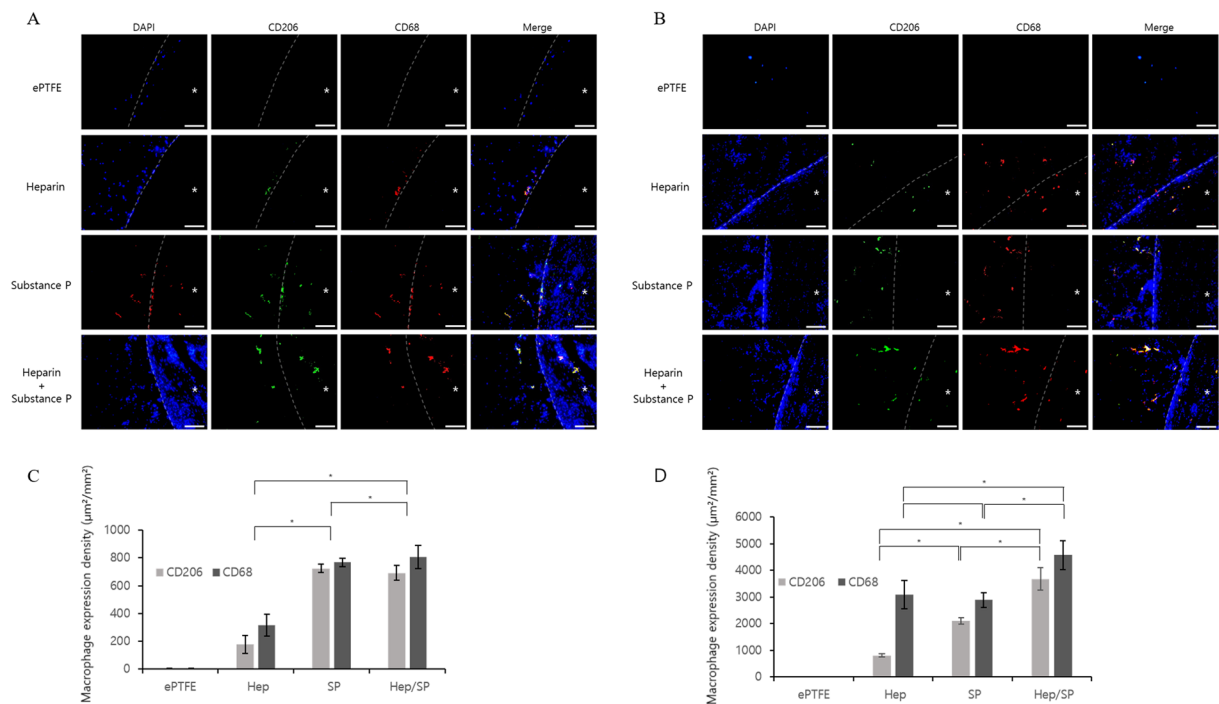 A
DAPI CD206 CD68 Merge
ePTFE
*
*
*
*
Heparin
*
*
*
*
Substance P
*
*
*
*
Heparin
+
Substance P
*
*
*
*
B
DAPI CD206 CD68 Merge
ePTFE
Heparin
*
*
*
*
Substance P
*
*
*
*
Heparin
+
Substance P
*
*
*
*
C
Macrophage expression density (µm²/mm²)
*
*
*
1000
800
600
400
200
0
CD206 CD68
ePTFE Hep SP Hep/SP
D
Macrophage expression density (µm²/mm²)
*
*
*
*
*
*
6000
5000
4000
3000
2000
1000
0
CD206 CD68
ePTFE Hep SP Hep/SP